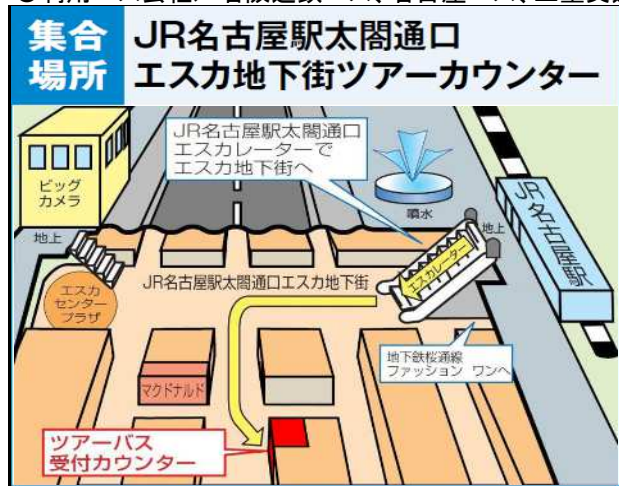 集合
場所
JR名古屋駅太閤通口
エスカ地下街ツアーカウンター
JR名古屋駅太閤通口
エスカレーターで
エスカ地下街へ
ビッグ
カメラ
噴水
JR名古屋駅
地上
地上
エスカレーター
エスカ
センター
プラザ
JR名古屋駅太閤通口エスカ地下街
地下鉄桜通線
ファッション ワンへ
マクドナルド
ツアーバス
受付カウンター